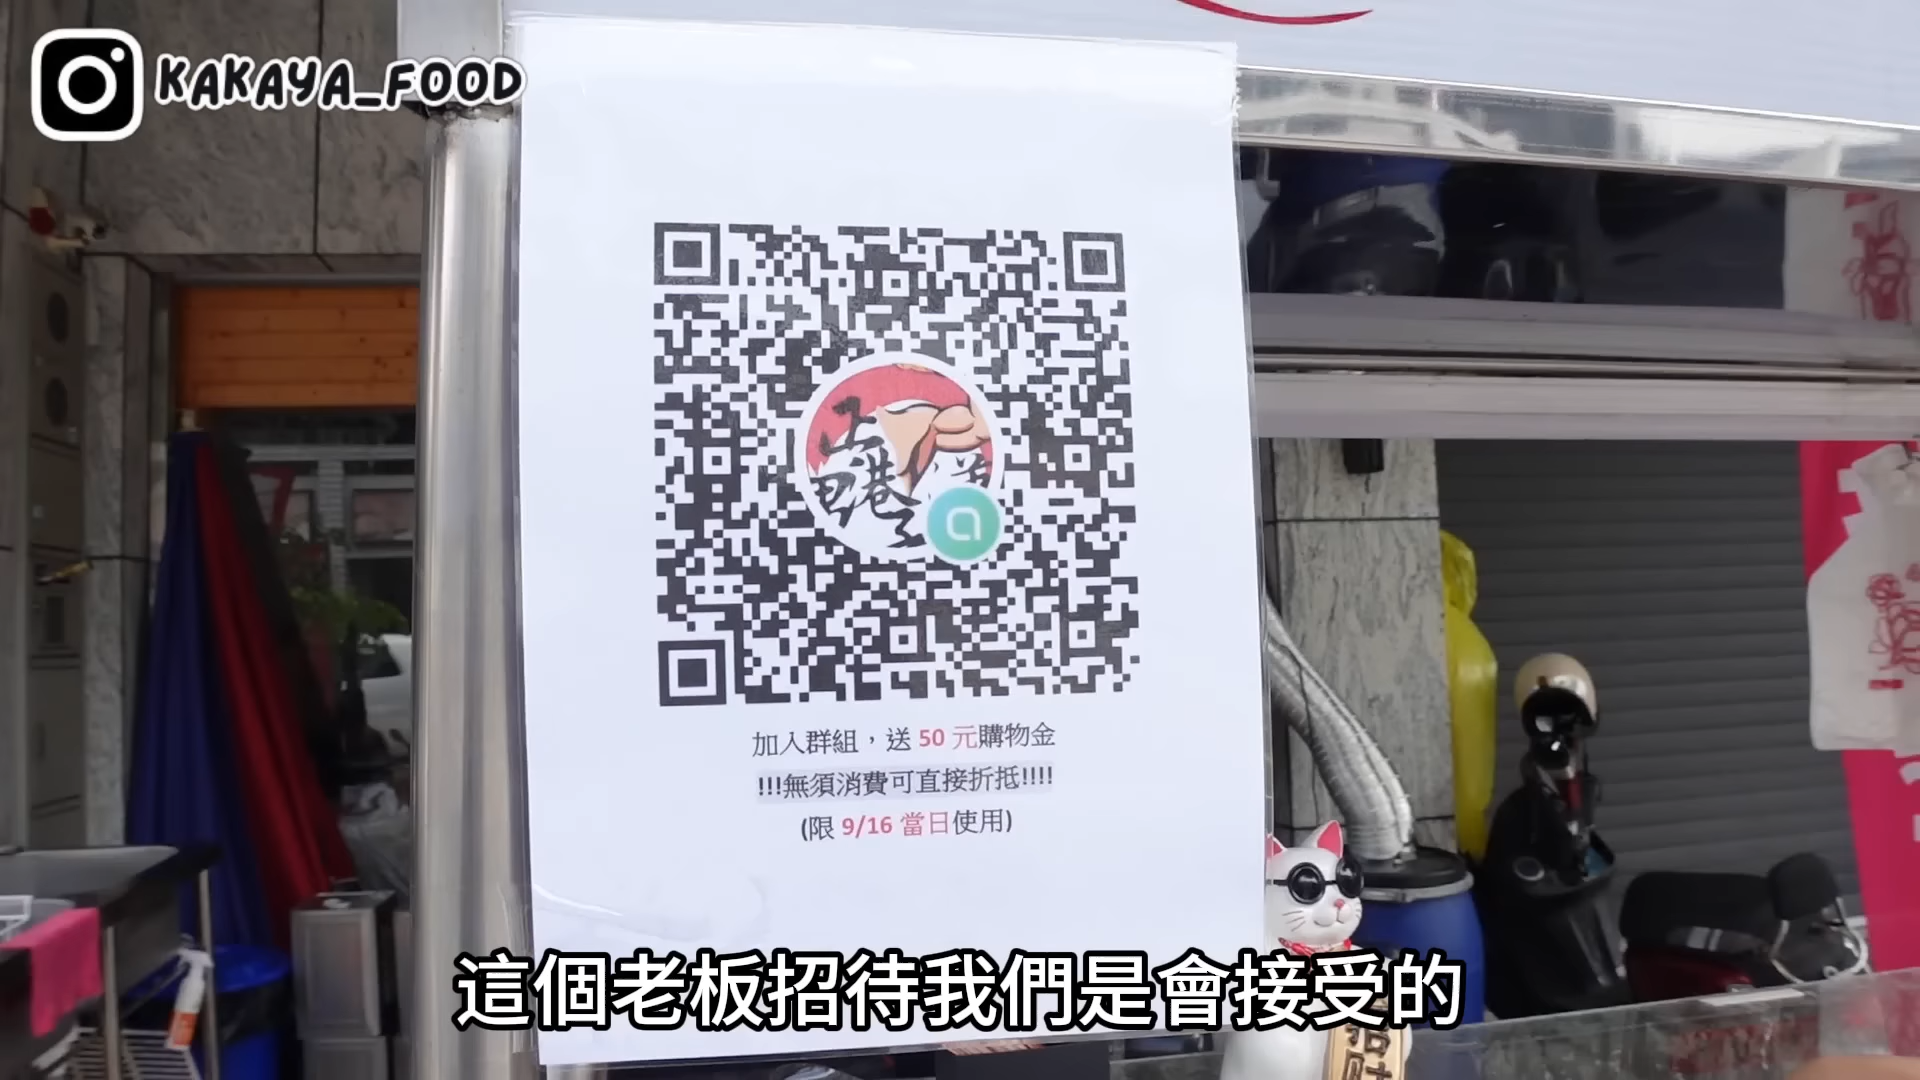 KAKAYA_FOOD
加入群組，送 50 元購物金
!!!無須消費可直接折抵!!!!
(限 9/16 當日使用)
這個老板招待我們是會接受的